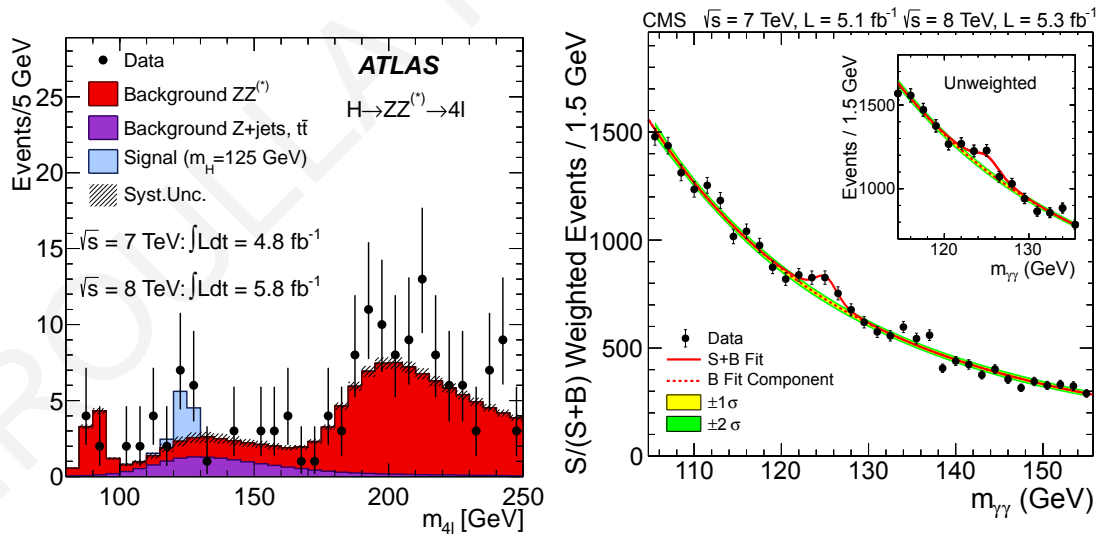 Events/5 GeV
25
20
15
10
5
0
100
150
200
250
m4l [GeV]
Data
Background ZZ(*)
Background Z+jets, tt̄
Signal (mH=125 GeV)
Syst.Unc.
√s = 7 TeV:∫Ldt = 4.8 fb-1
√s = 8 TeV:∫Ldt = 5.8 fb-1
ATLAS
H→ZZ(*)→4l
CMS √s = 7 TeV, L = 5.1 fb-1 √s = 8 TeV, L = 5.3 fb-1
S/(S+B) Weighted Events / 1.5 GeV
1500
1000
500
0
110
120
130
140
150
mγγ (GeV)
Data
S+B Fit
B Fit Component
±1σ
±2 σ
Unweighted
Events / 1.5 GeV
1500
1000
120
130
mγγ (GeV)